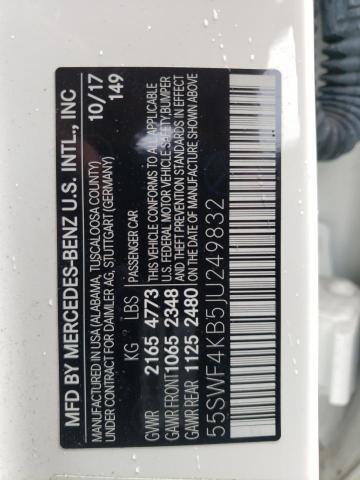 MFD BY MERCEDES-BENZ U.S. INTL., INC
MANUFACTURED IN USA (ALABAMA, TUSCALOOSA COUNTY) 10/17
UNDER CONTRACT FOR DAIMLER AG, STUTTGART (GERMANY) 149
KG LBS PASSENGER CAR
GVWR 2165 4773 THIS VEHICLE CONFORMS TO ALL APPLICABLE
U.S. FEDERAL MOTOR VEHICLE SAFETY, BUMPER
GAWR FRONT 1065 2348 AND THEFT PREVENTION STANDARDS IN EFFECT
GAWR REAR 1125 2480 ON THE DATE OF MANUFACTURE SHOWN ABOVE
55SWF4KB5JU249832